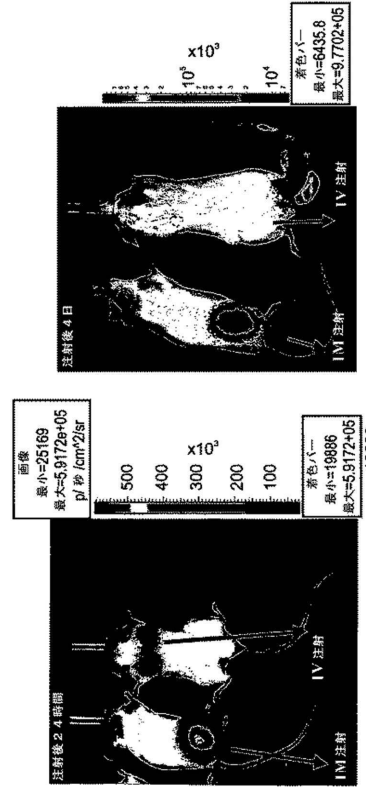 注射後24時間
IM 注射
IV 注射
画像
最小=25169
最大=5.9172e+05
p/ 秒 /cm^2/sr
500
400
300
200
100
x10³
着色バー
最小=19886
最大=5.9172+05
注射後4日
IM 注射
IV 注射
x10³
10⁵
10⁴
着色バー
最小=6435.8
最大=9.7702+05